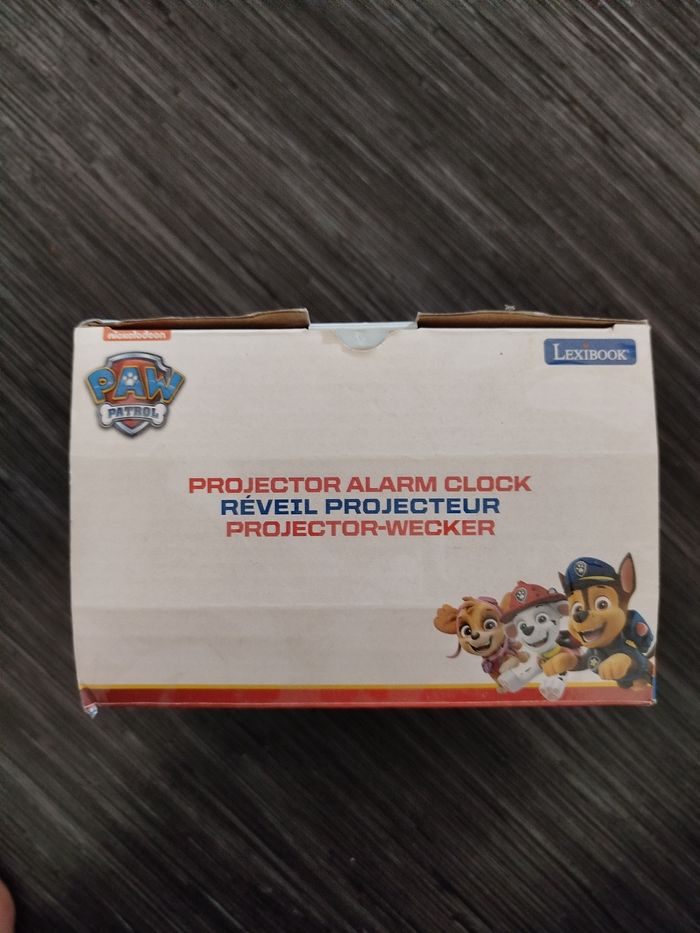 nickelodeon
PAW
PATROL
LEXIBOOK
PROJECTOR ALARM CLOCK
RÉVEIL PROJECTEUR
PROJECTOR-WECKER